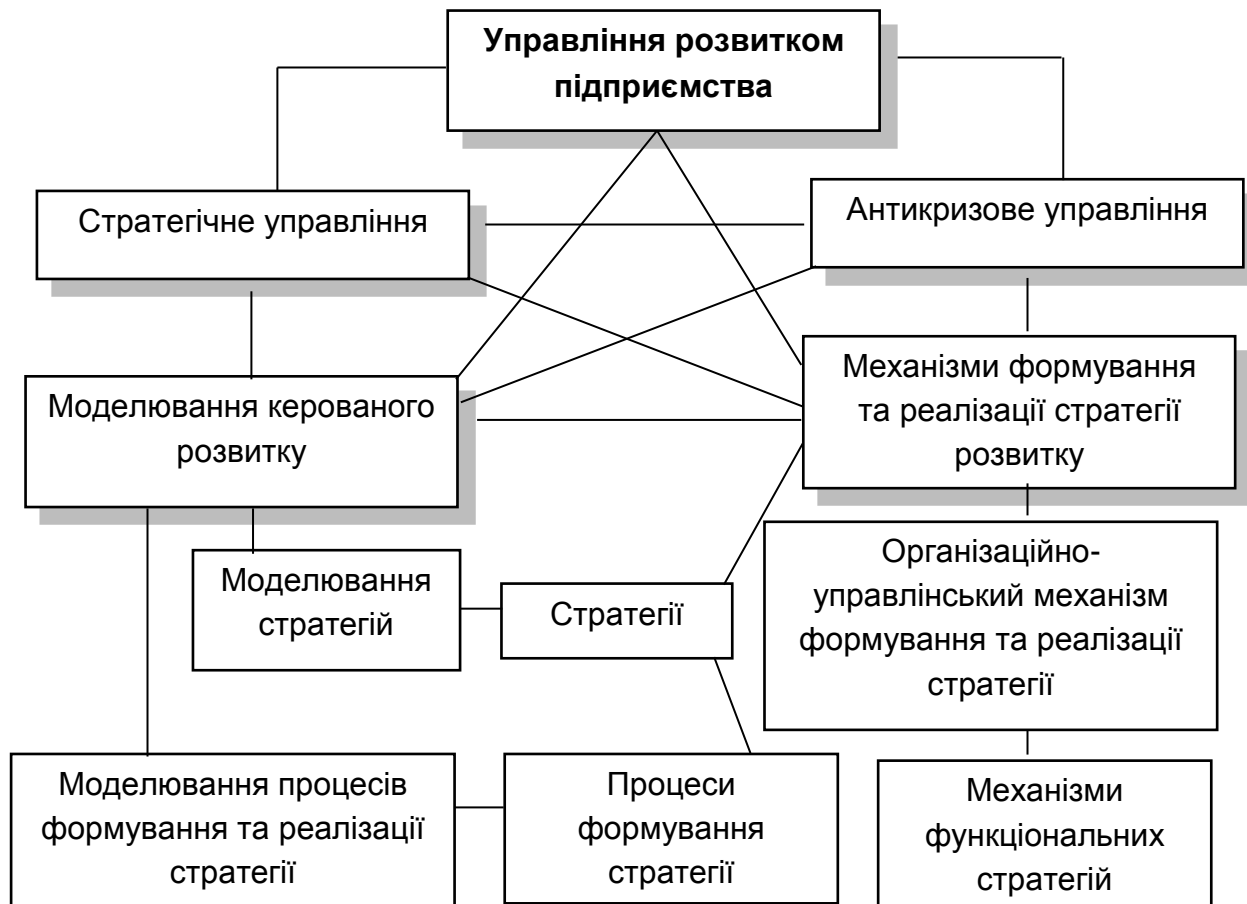 Управління розвитком
підприємства
Стратегічне управління
Антикризове управління
Моделювання керованого
розвитку
Механізми формування
та реалізації стратегії
розвитку
Моделювання
стратегій
Стратегії
Організаційно-
управлінський механізм
формування та реалізації
стратегії
Моделювання процесів
формування та реалізації
стратегії
Процеси
формування
стратегії
Механізми
функціональних
стратегій